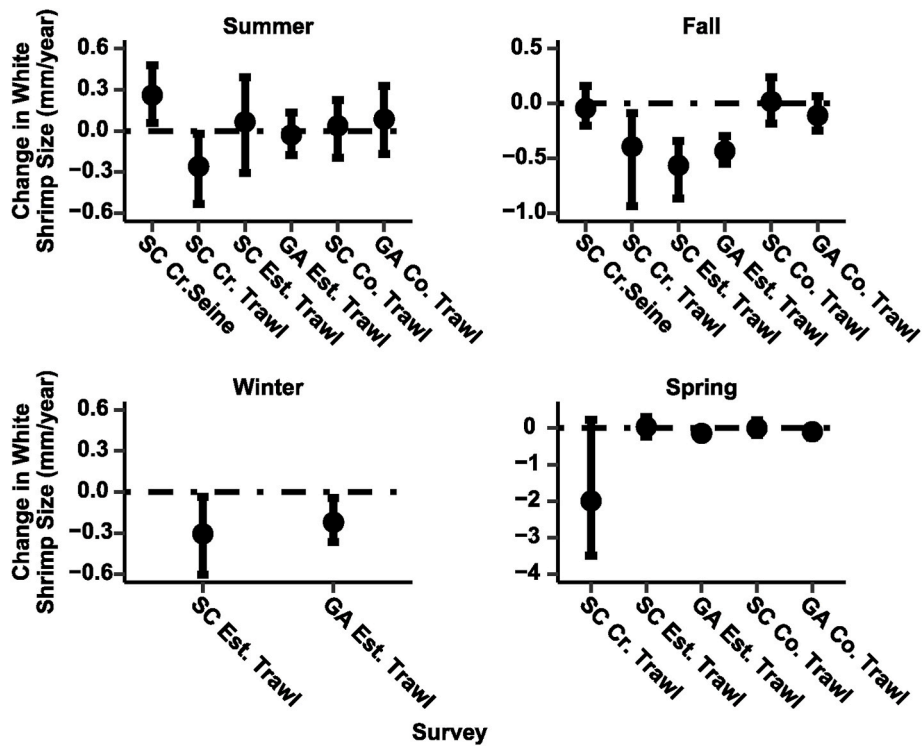 Summer
Change in White
Shrimp Size (mm/year)
0.6
0.3
0.0
−0.3
−0.6
SC Cr.Seine
SC Cr. Trawl
SC Est. Trawl
GA Est. Trawl
SC Co. Trawl
GA Co. Trawl
Fall
0.5
0.0
−0.5
−1.0
SC Cr.Seine
SC Cr. Trawl
SC Est. Trawl
GA Est. Trawl
SC Co. Trawl
GA Co. Trawl
Winter
Change in White
Shrimp Size (mm/year)
0.6
0.3
0.0
−0.3
−0.6
SC Est. Trawl
GA Est. Trawl
Spring
0
−1
−2
−3
−4
SC Cr. Trawl
SC Est. Trawl
GA Est. Trawl
SC Co. Trawl
GA Co. Trawl
Survey